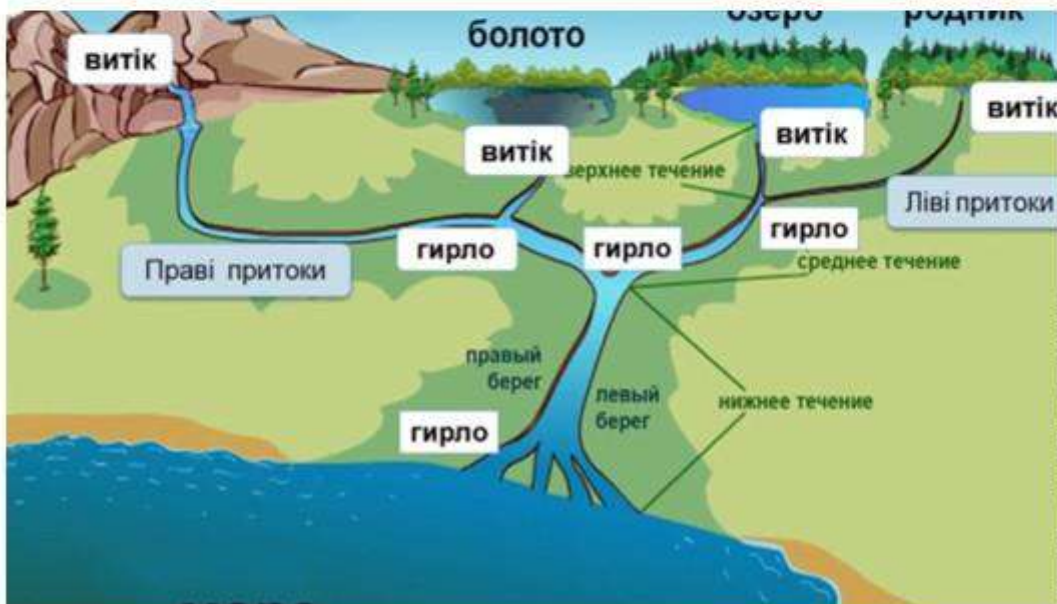 озеро
родник
болото
витік
витік
витік
витік
верхнее течение
Ліві притоки
гирло
гирло
гирло
среднее течение
Праві притоки
правый
берег
левый
берег
нижнее течение
гирло